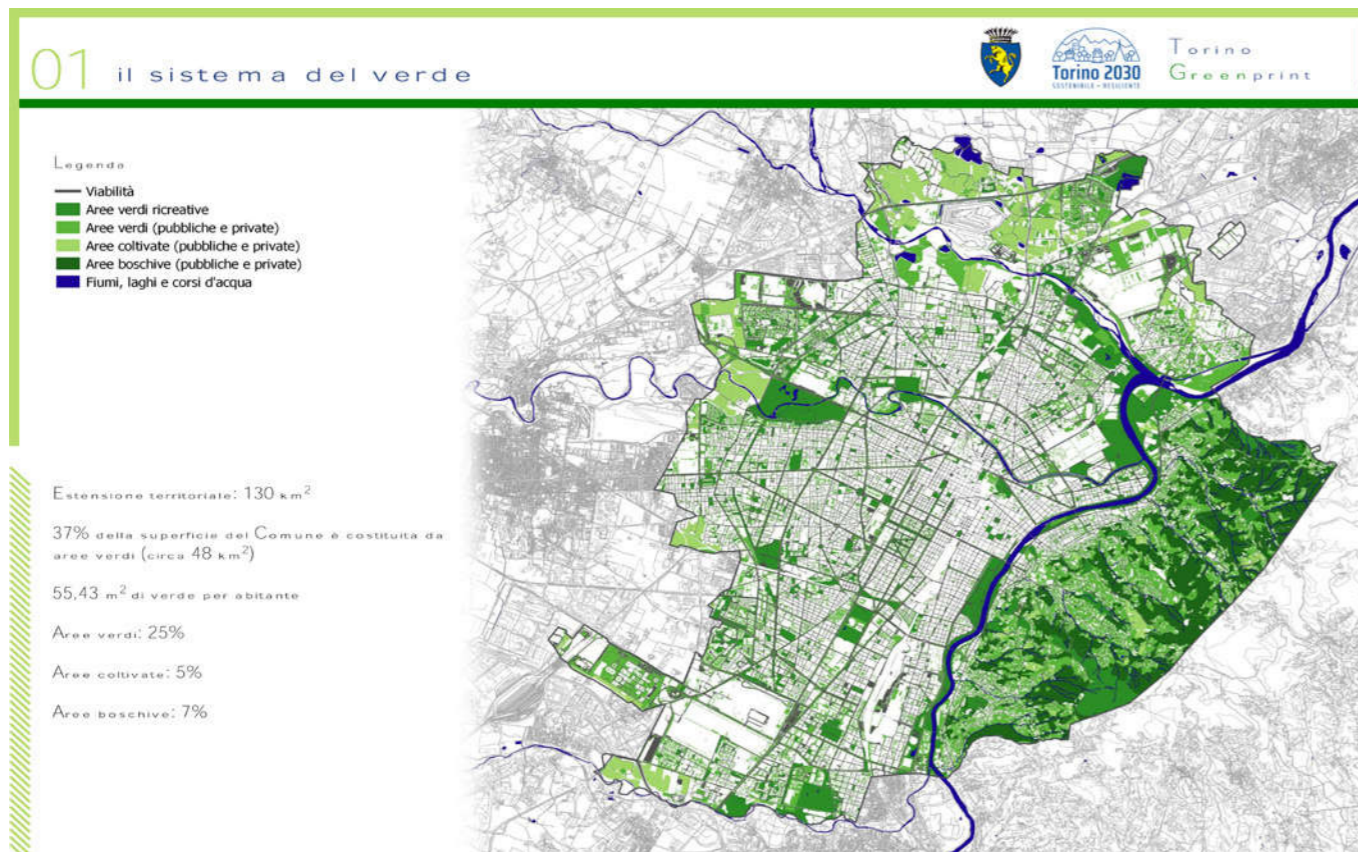 01 il sistema del verde
Torino 2030
SOSTENIBILE - RESILIENTE
Torino
Greenprint
Legenda
Viabilità
Aree verdi ricreative
Aree verdi (pubbliche e private)
Aree coltivate (pubbliche e private)
Aree boschive (pubbliche e private)
Fiumi, laghi e corsi d'acqua
Estensione territoriale: 130 km²
37% della superficie del Comune è costituita da
aree verdi (circa 48 km²)
55,43 m² di verde per abitante
Aree verdi: 25%
Aree coltivate: 5%
Aree boschive: 7%